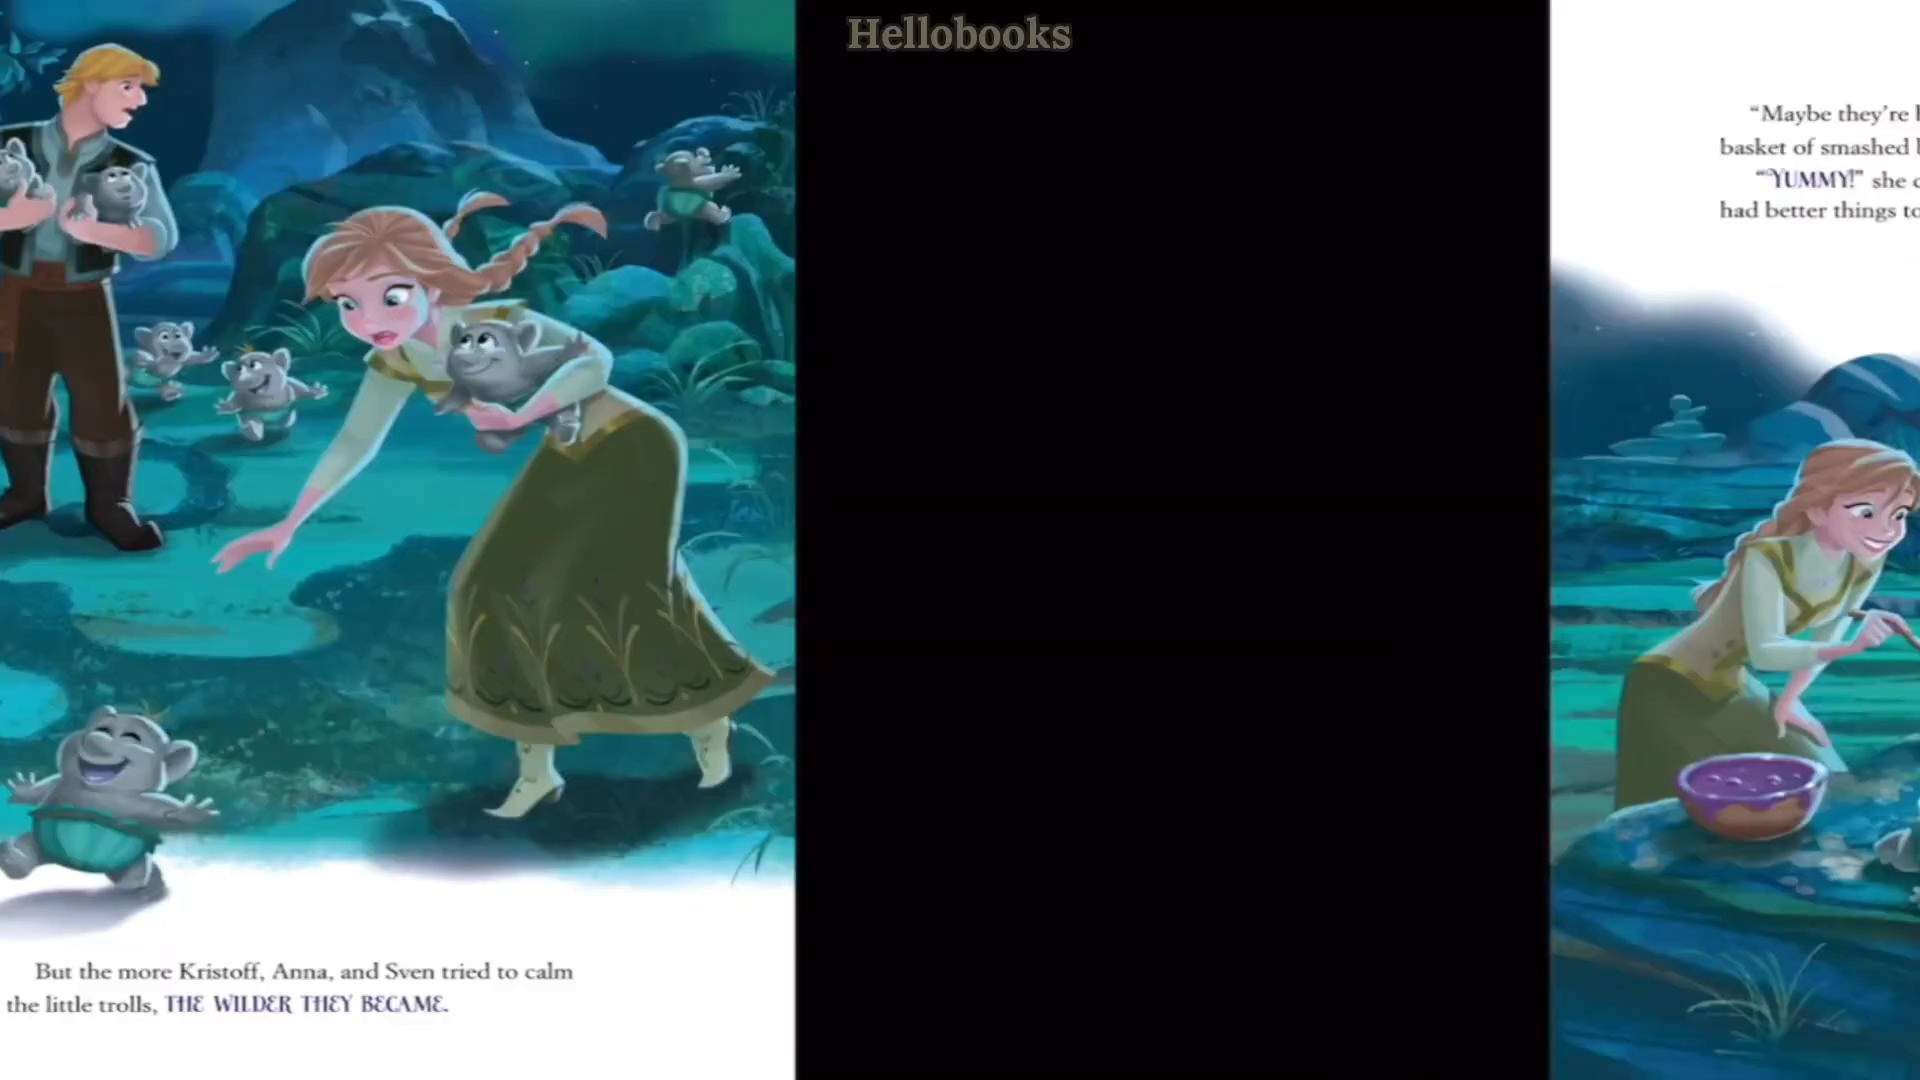 Hellobooks
But the more Kristoff, Anna, and Sven tried to calm
the little trolls, THE WILDER THEY BECAME.
“Maybe they’re
basket of smashed
“YUMMY!” she
had better things to